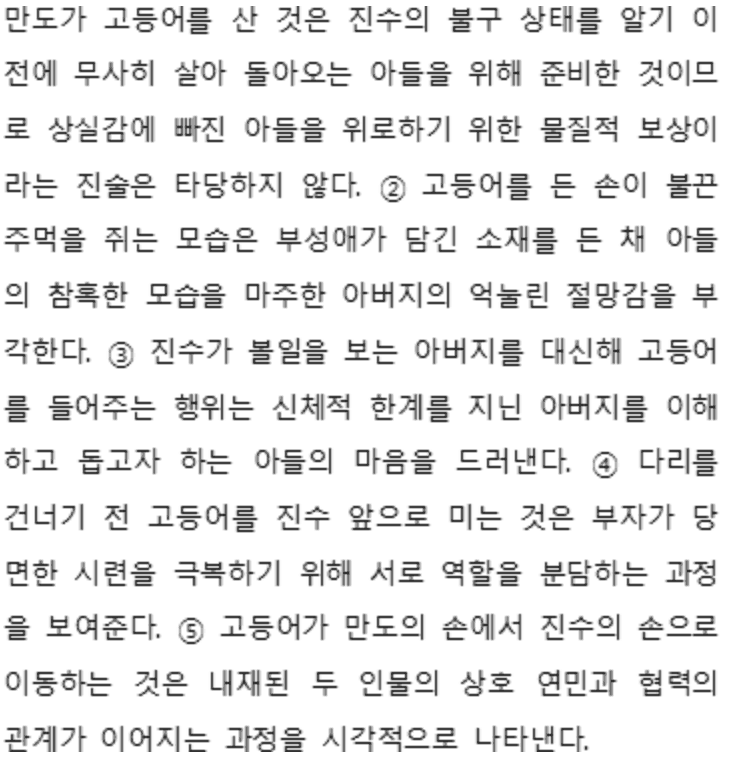 만도가 고등어를 산 것은 진수의 불구 상태를 알기 이
전에 무사히 살아 돌아오는 아들을 위해 준비한 것이므
로 상실감에 빠진 아들을 위로하기 위한 물질적 보상이
라는 진술은 타당하지 않다. ② 고등어를 든 손이 불끈
주먹을 쥐는 모습은 부성애가 담긴 소재를 든 채 아들
의 참혹한 모습을 마주한 아버지의 억눌린 절망감을 부
각한다. ③ 진수가 볼일을 보는 아버지를 대신해 고등어
를 들어주는 행위는 신체적 한계를 지닌 아버지를 이해
하고 돕고자 하는 아들의 마음을 드러낸다. ④ 다리를
건너기 전 고등어를 진수 앞으로 미는 것은 부자가 당
면한 시련을 극복하기 위해 서로 역할을 분담하는 과정
을 보여준다. ⑤ 고등어가 만도의 손에서 진수의 손으로
이동하는 것은 내재된 두 인물의 상호 연민과 협력의
관계가 이어지는 과정을 시각적으로 나타낸다.